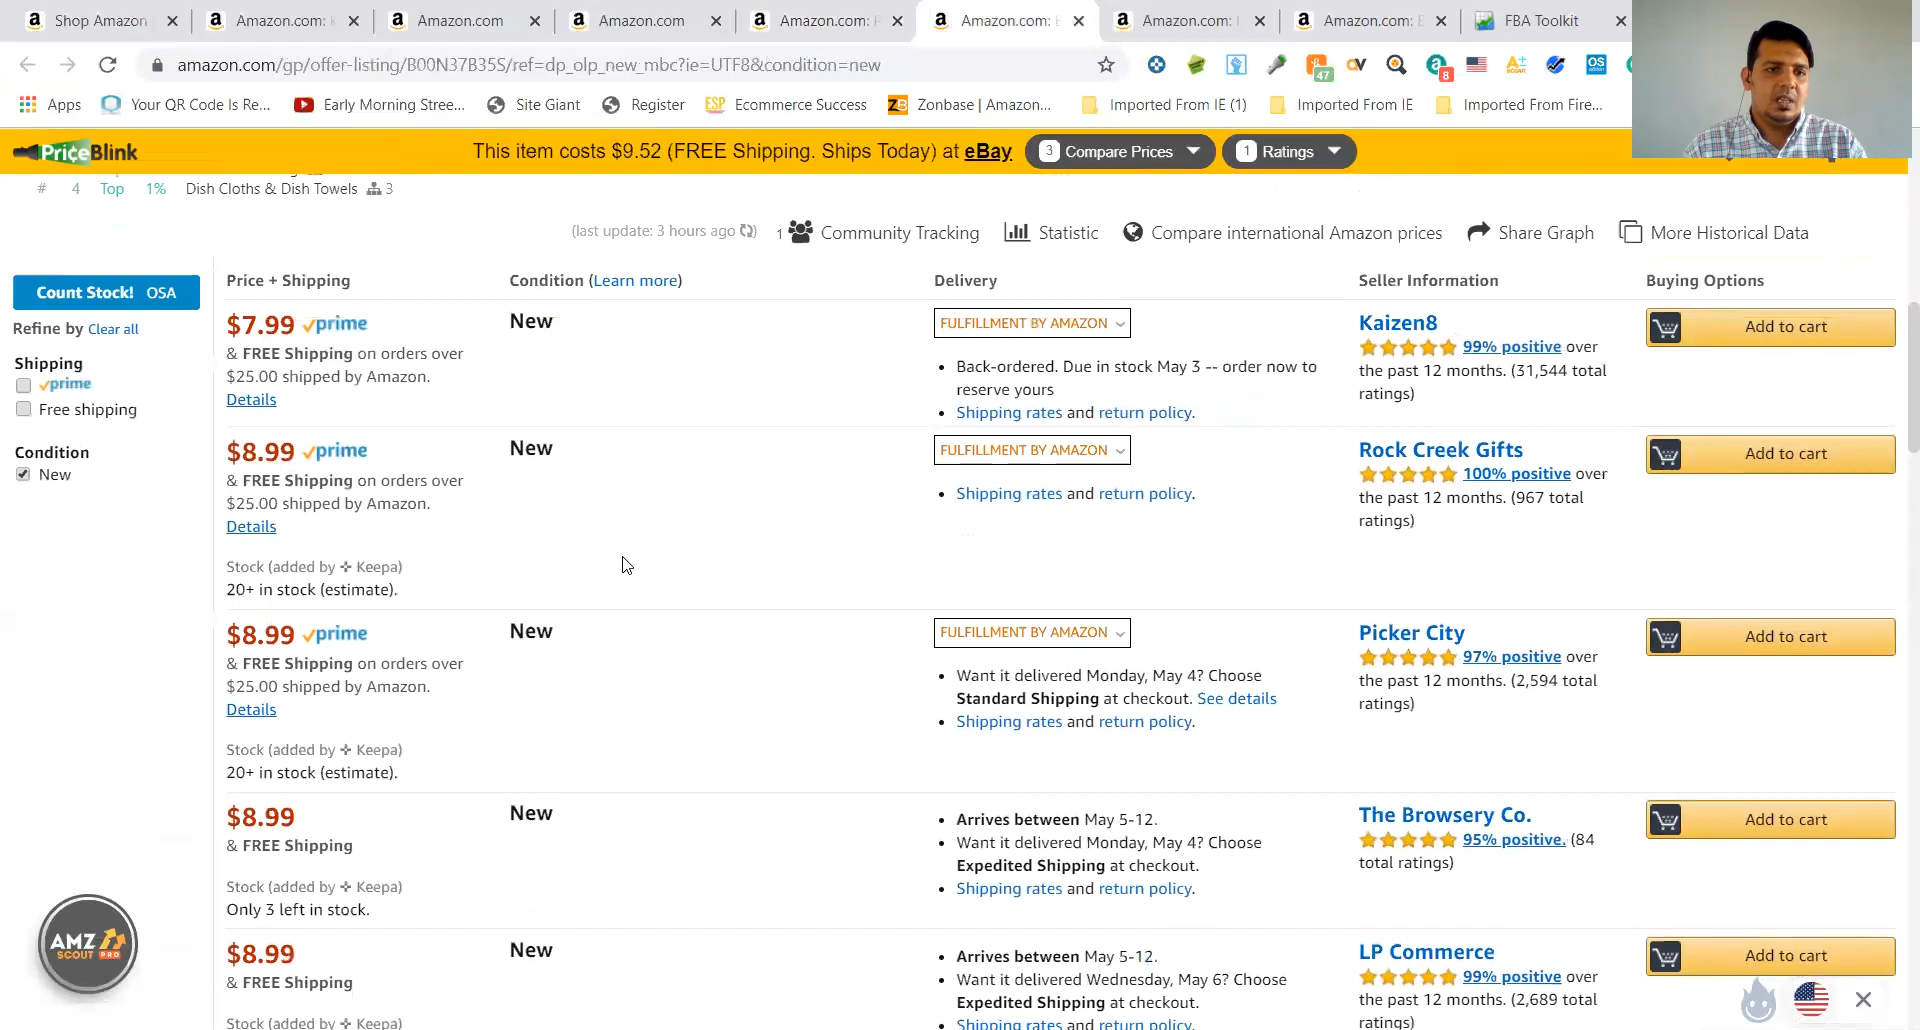 Shop Amazon
Amazon.com:
Amazon.com
Amazon.com
Amazon.com:
Amazon.com:
Amazon.com:
Amazon.com:
FBA Toolkit
amazon.com/gp/offer-listing/B00N37B35S/ref=dp_olp_new_mbc?ie=UTF8&condition=new
47
8
OS
Apps
Your QR Code Is Re...
Early Morning Stree...
Site Giant
Register
ESP
Ecommerce Success
ZB
Zonbase | Amazon...
Imported From IE (1)
Imported From IE
Imported From Fire...
PriceBlink
This item costs $9.52 (FREE Shipping. Ships Today) at eBay
3 Compare Prices
1 Ratings
# 4 Top 1% Dish Cloths & Dish Towels 3
(last update: 3 hours ago)
1 Community Tracking
Statistic
Compare international Amazon prices
Share Graph
More Historical Data
Count Stock! OSA
Refine by Clear all
Shipping
prime
Free shipping
Condition
New
Price + Shipping
Condition (Learn more)
Delivery
Seller Information
Buying Options
$7.99 prime
& FREE Shipping on orders over
$25.00 shipped by Amazon.
Details
New
FULFILLMENT BY AMAZON
• Back-ordered. Due in stock May 3 -- order now to
reserve yours
• Shipping rates and return policy.
Kaizen8
99% positive over
the past 12 months. (31,544 total
ratings)
Add to cart
$8.99 prime
& FREE Shipping on orders over
$25.00 shipped by Amazon.
Details
Stock (added by Keepa)
20+ in stock (estimate).
New
FULFILLMENT BY AMAZON
• Shipping rates and return policy.
Rock Creek Gifts
100% positive over
the past 12 months. (967 total
ratings)
Add to cart
$8.99 prime
& FREE Shipping on orders over
$25.00 shipped by Amazon.
Details
Stock (added by Keepa)
20+ in stock (estimate).
New
FULFILLMENT BY AMAZON
• Want it delivered Monday, May 4? Choose
Standard Shipping at checkout. See details
• Shipping rates and return policy.
Picker City
97% positive over
the past 12 months. (2,594 total
ratings)
Add to cart
$8.99
& FREE Shipping
Stock (added by Keepa)
Only 3 left in stock.
New
• Arrives between May 5-12.
• Want it delivered Monday, May 4? Choose
Expedited Shipping at checkout.
• Shipping rates and return policy.
The Browsery Co.
95% positive. (84
total ratings)
Add to cart
$8.99
& FREE Shipping
Stock (added by Keepa)
New
• Arrives between May 5-12.
• Want it delivered Wednesday, May 6? Choose
Expedited Shipping at checkout.
• Shipping rates and return policy.
LP Commerce
99% positive over
the past 12 months. (2,689 total
ratings)
Add to cart
AMZ
SCOUT PRO